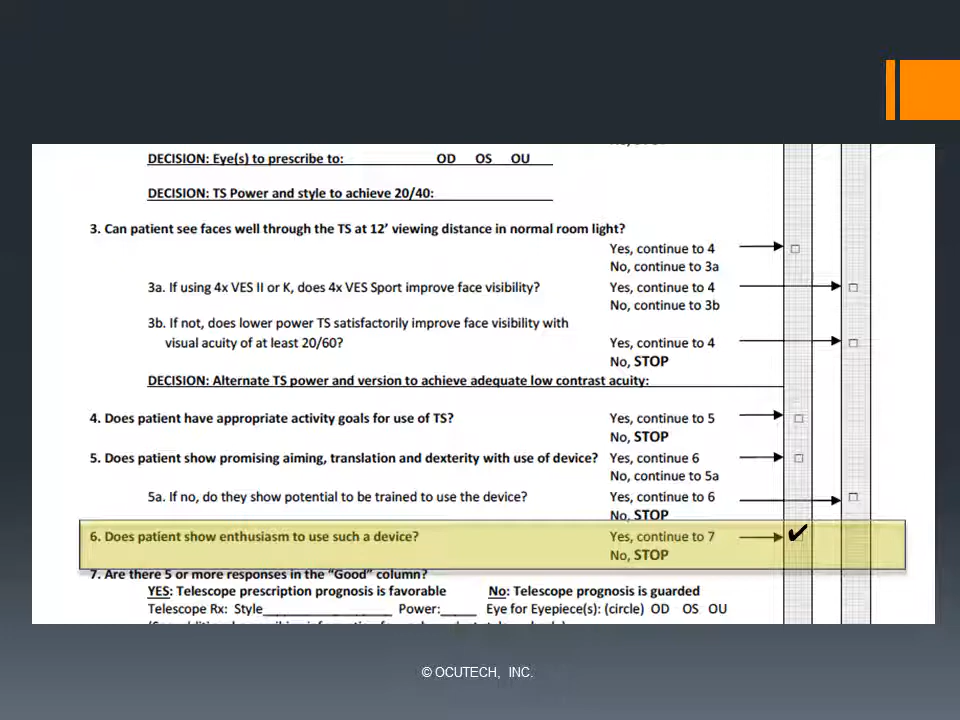 DECISION: Eye(s) to prescribe to: OD OS OU
DECISION: TS Power and style to achieve 20/40:
3. Can patient see faces well through the TS at 12' viewing distance in normal room light?
Yes, continue to 4
No, continue to 3a
3a. If using 4x VES II or K, does 4x VES Sport improve face visibility? Yes, continue to 4
No, continue to 3b
3b. If not, does lower power TS satisfactorily improve face visibility with
visual acuity of at least 20/60? Yes, continue to 4
No, STOP
DECISION: Alternate TS power and version to achieve adequate low contrast acuity:
4. Does patient have appropriate activity goals for use of TS? Yes, continue to 5
No, STOP
5. Does patient show promising aiming, translation and dexterity with use of device? Yes, continue 6
No, continue to 5a
5a. If no, do they show potential to be trained to use the device? Yes, continue to 6
No, STOP
6. Does patient show enthusiasm to use such a device? Yes, continue to 7
No, STOP
7. Are there 5 or more responses in the “Good” column?
YES: Telescope prescription prognosis is favorable No: Telescope prognosis is guarded
Telescope Rx: Style____________________ Power:_____ Eye for Eyepiece(s): (circle) OD OS OU
© OCUTECH, INC.